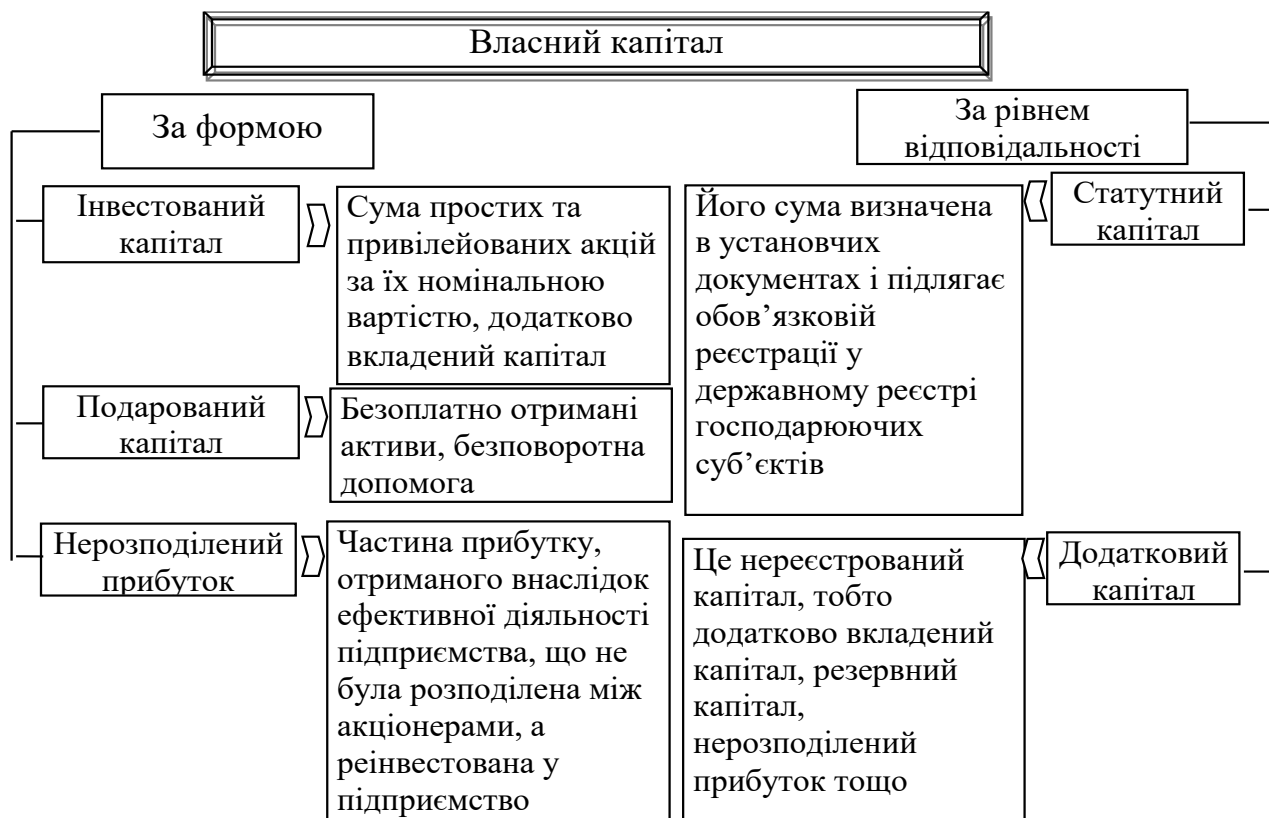 Власний капітал
За формою
За рівнем
відповідальності
Інвестований
капітал
Сума простих та
привілейованих акцій
за їх номінальною
вартістю, додатково
вкладений капітал
Його сума визначена
в установчих
документах і підлягає
обов’язковій
реєстрації у
державному реєстрі
господарюючих
суб’єктів
Статутний
капітал
Подарований
капітал
Безоплатно отримані
активи, безповоротна
допомога
Нерозподілений
прибуток
Частина прибутку,
отриманого внаслідок
ефективної діяльності
підприємства, що не
була розподілена між
акціонерами, а
реінвестована у
підприємство
Це нереєстрований
капітал, тобто
додатково вкладений
капітал, резервний
капітал,
нерозподілений
прибуток тощо
Додатковий
капітал